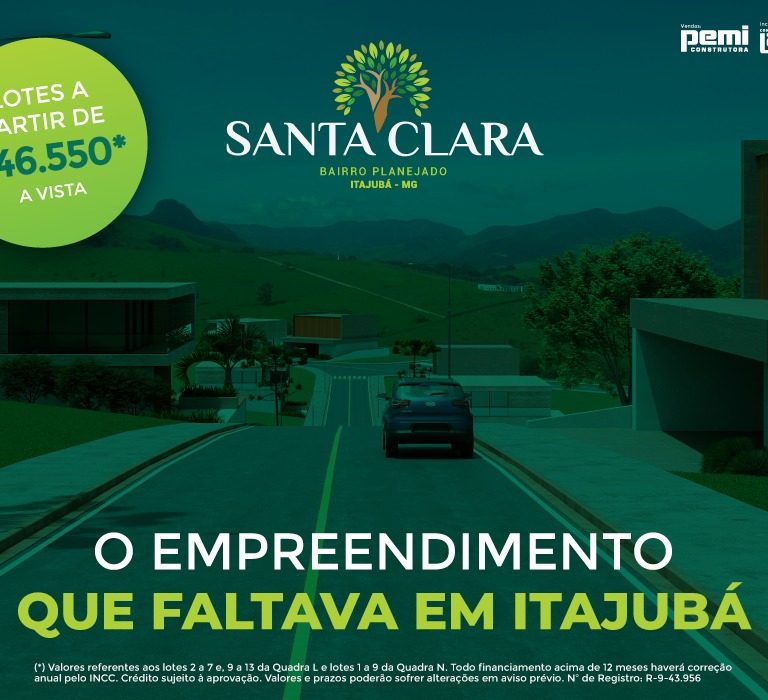 Vendas:
pemi
CONSTRUTORA
LOTES A
PARTIR DE
46.550*
A VISTA
SANTA CLARA
BAIRRO PLANEJADO
ITAJUBÁ - MG
O EMPREENDIMENTO
QUE FALTAVA EM ITAJUBÁ
(*) Valores referentes aos lotes 2 a 7 e, 9 a 13 da Quadra L e lotes 1 a 9 da Quadra N. Todo financiamento acima de 12 meses haverá correção
anual pelo INCC. Crédito sujeito à aprovação. Valores e prazos poderão sofrer alterações em aviso prévio. N° de Registro: R-9-43.956